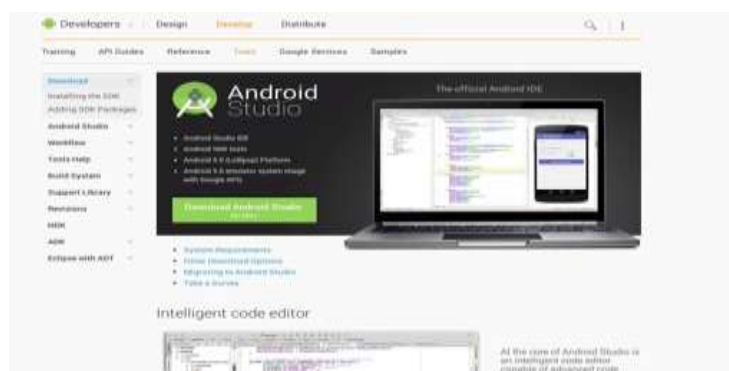 Developers
Design
Develop
Distribute
Training
API Guides
Reference
Tools
Google Services
Samples
Download
Installing the SDK
Adding SDK Packages
Android Studio
Workflow
Tools Help
Build System
Support Library
Revisions
NDK
ADK
Eclipse with ADT
Android
Studio
The official Android IDE
Android Studio IDE
Android SDK tools
Android 5.0 (Lollipop) Platform
Android 5.0 emulator system image
with Google APIs
Download Android Studio
System Requirements
Other Download Options
Migrating to Android Studio
Take a Survey
Intelligent code editor
At the core of Android Studio is
an intelligent code editor
capable of advanced code